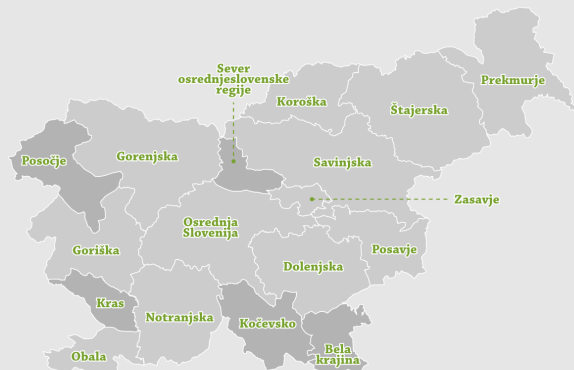 Sever
osrednjeslovenske
regije
Koroška
Prekmurje
Štajerska
Posočje
Gorenjska
Savinjska
Zasavje
Osrednja
Slovenija
Goriška
Posavje
Dolenjska
Kras
Notranjska
Kočevsko
Obala
Bela
krajina